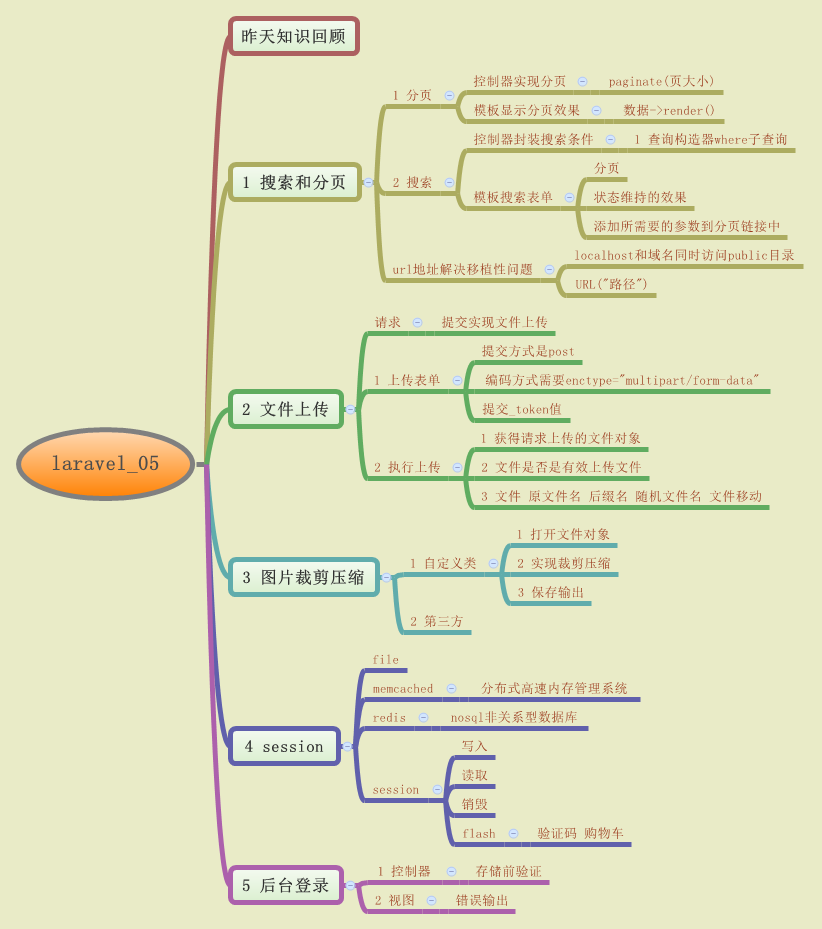 laravel_05
昨天知识回顾
1 搜索和分页
1 分页
控制器实现分页
paginate(页大小)
模板显示分页效果
数据->render()
2 搜索
控制器封装搜索条件
1 查询构造器where子查询
模板搜索表单
分页
状态维持的效果
添加所需要的参数到分页链接中
url地址解决移植性问题
localhost和域名同时访问public目录
URL("路径")
2 文件上传
请求
提交实现文件上传
1 上传表单
提交方式是post
编码方式需要enctype="multipart/form-data"
提交_token值
2 执行上传
1 获得请求上传的文件对象
2 文件是否是有效上传文件
3 文件 原文件名 后缀名 随机文件名 文件移动
3 图片裁剪压缩
1 自定义类
1 打开文件对象
2 实现裁剪压缩
3 保存输出
2 第三方
4 session
file
memcached
分布式高速内存管理系统
redis
nosql非关系型数据库
session
写入
读取
销毁
flash
验证码 购物车
5 后台登录
1 控制器
存储前验证
2 视图
错误输出